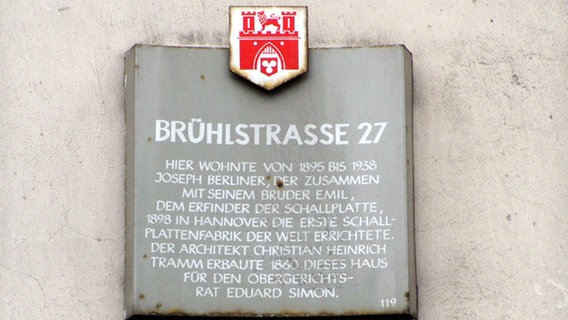 BRÜHLSTRASSE 27
HIER WOHNTE VON 1895 BIS 1938
JOSEPH BERLINER, DER ZUSAMMEN
MIT SEINEM BRUDER EMIL,
DEM ERFINDER DER SCHALLPLATTE,
1898 IN HANNOVER DIE ERSTE SCHALL-
PLATTENFABRIK DER WELT ERRICHTETE.
DER ARCHITEKT CHRISTIAN HEINRICH
TRAMM ERBAUTE 1860 DIESES HAUS
FÜR DEN OBERGERICHTS-
RAT EDUARD SIMON.
119